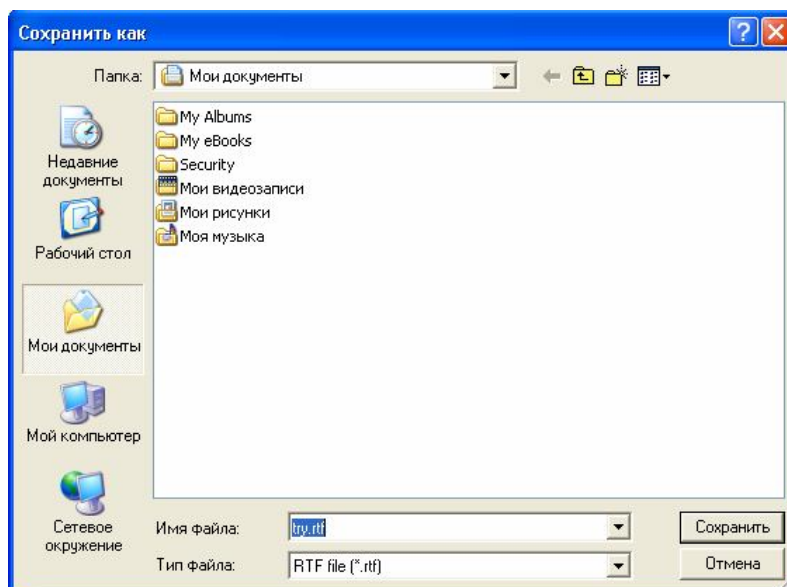 Сохранить как
Папка:
Мои документы
Недавние
документы
Рабочий стол
Мои документы
Мой компьютер
Сетевое
окружение
My Albums
My eBooks
Security
Мои видеозаписи
Мои рисунки
Моя музыка
Имя файла:
try.rtf
Сохранить
Тип файла:
RTF file (*.rtf)
Отмена